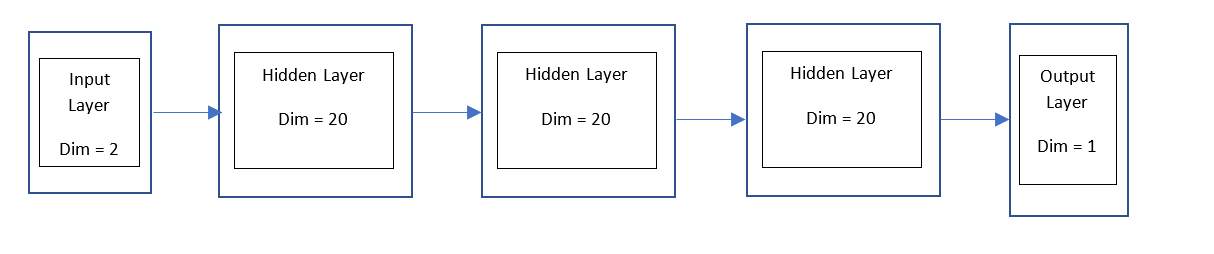 Input
Layer
Dim = 2
Hidden Layer
Dim = 20
Hidden Layer
Dim = 20
Hidden Layer
Dim = 20
Output
Layer
Dim = 1